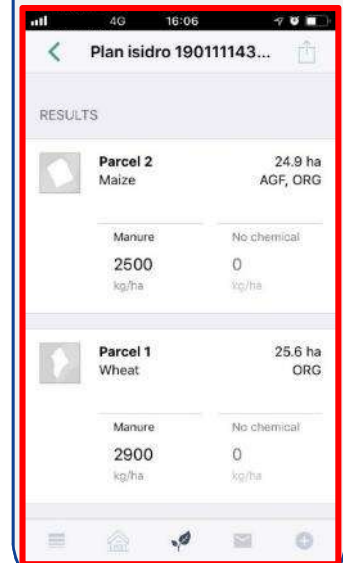 4G 16:06
Plan isidro 190111143...
RESULTS
Parcel 2 24.9 ha
Maize AGF, ORG
Manure No chemical
2500 0
kg/ha kg/ha
Parcel 1 25.6 ha
Wheat ORG
Manure No chemical
2900 0
kg/ha kg/ha